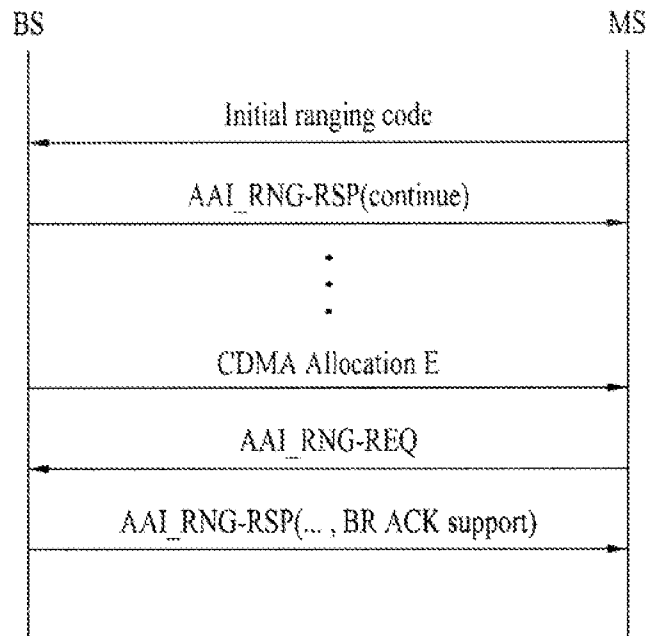 BS
MS
Initial ranging code
AAI_RNG-RSP(continue)
CDMA Allocation E
AAI_RNG-REQ
AAI_RNG-RSP(... , BR ACK support)